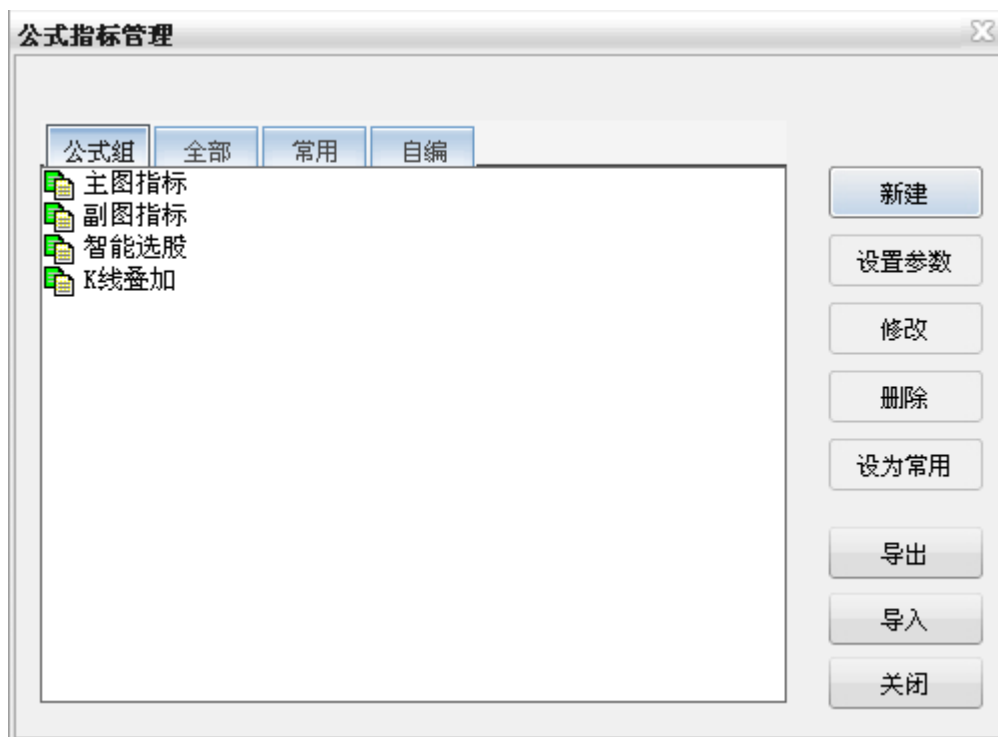 公式指标管理
公式组 全部 常用 自编
主图指标
副图指标
智能选股
K线叠加
新建
设置参数
修改
删除
设为常用
导出
导入
关闭